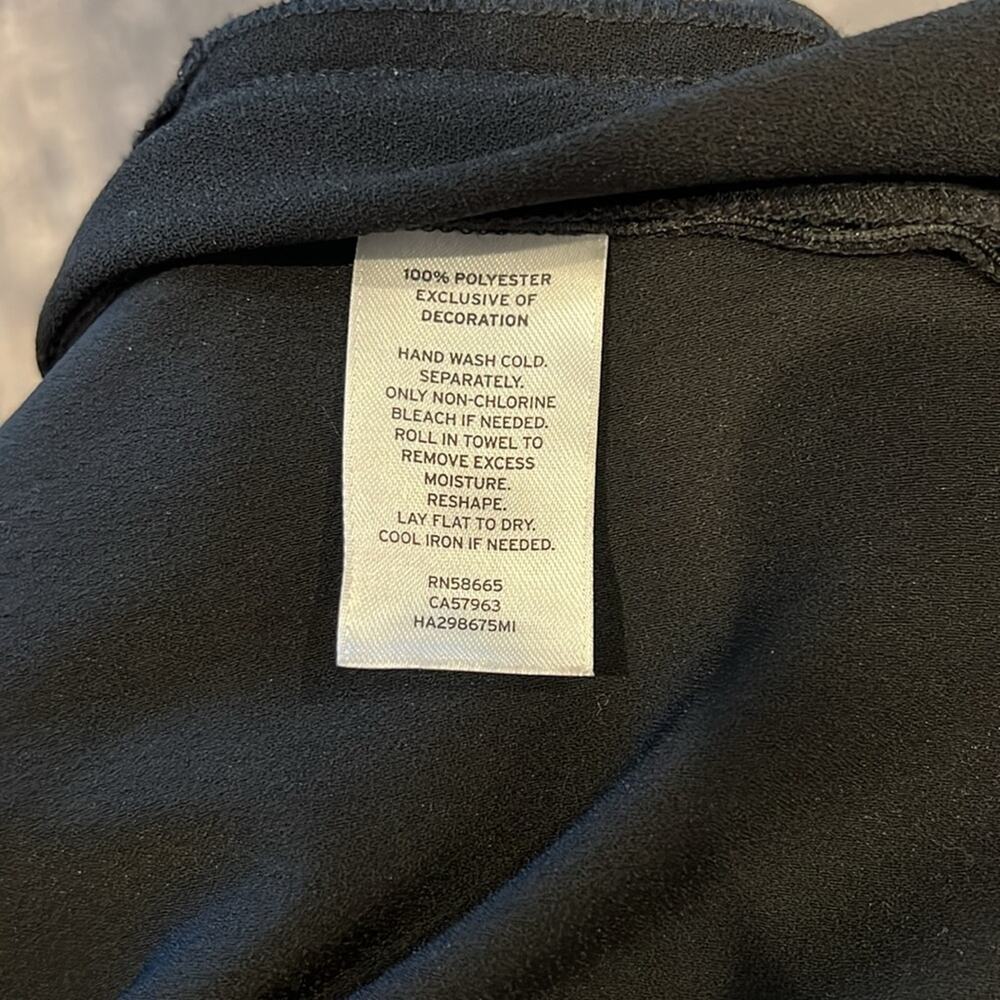 100% POLYESTER
EXCLUSIVE OF
DECORATION
HAND WASH COLD.
SEPARATELY.
ONLY NON-CHLORINE
BLEACH IF NEEDED.
ROLL IN TOWEL TO
REMOVE EXCESS
MOISTURE.
RESHAPE.
LAY FLAT TO DRY.
COOL IRON IF NEEDED.
RN58665
CA57963
HA298675MI